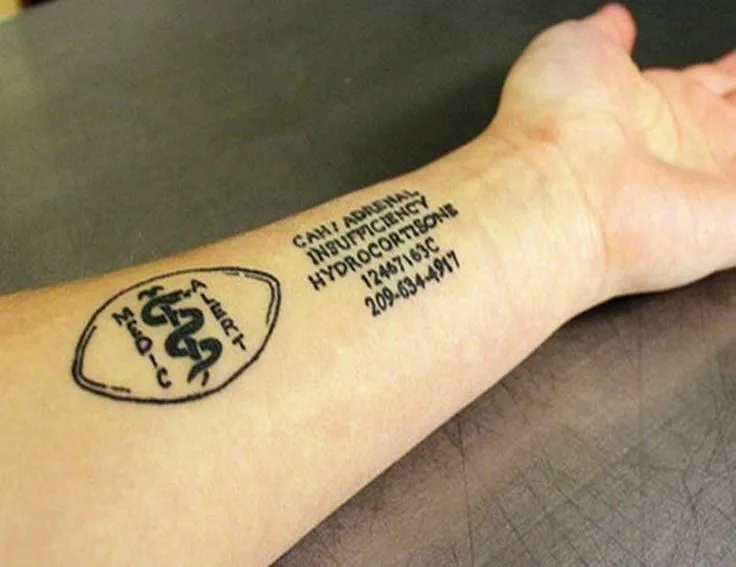 MEDIC
ALERT
CAH / ADRENAL
INSUFFICIENCY
HYDROCORTISONE
12467163C
209-634-4917